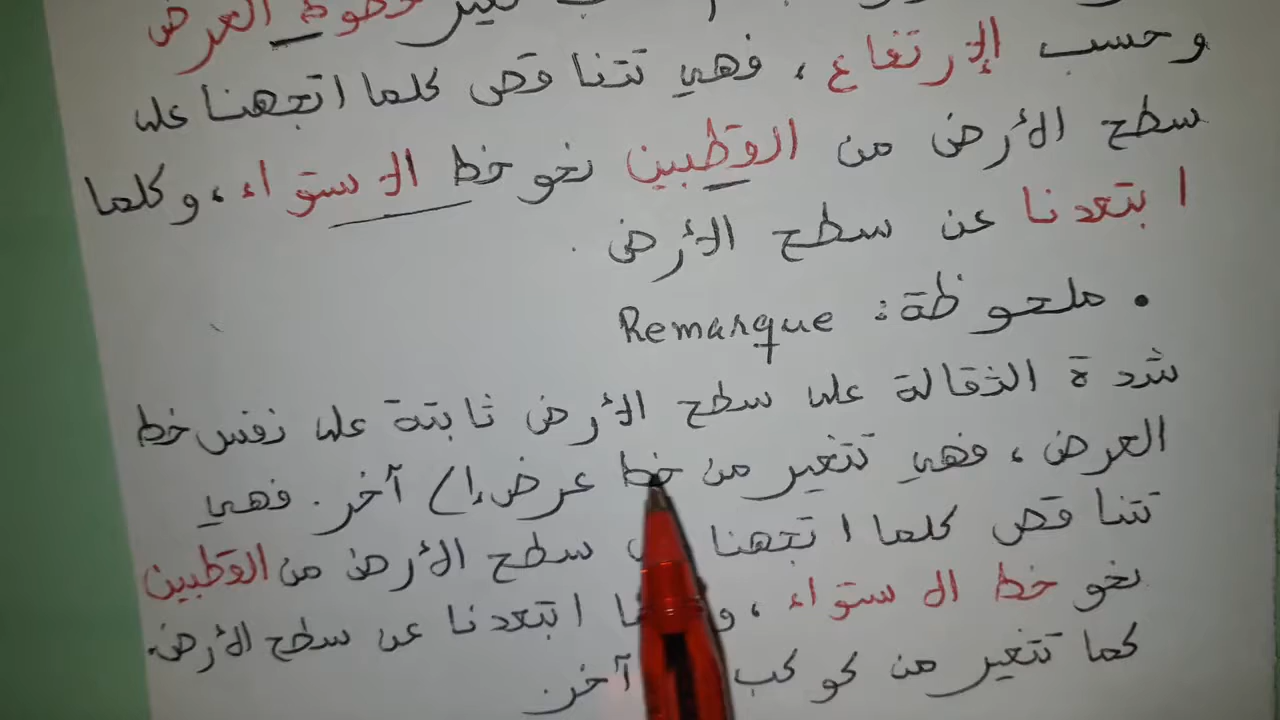 تغير خطوط العرض
وحسب الإرتفاع، فهي تتناقص كلما اتجهنا على
سطح الأرض من القطبين نحو خط الاستواء، وكلما
ابتعدنا عن سطح الأرض.
• ملحوظة: Remarque
شدة الثقالة على سطح الأرض ثابتة على نفس خط
العرض، فهي تتغير من خط عرض إلى آخر. فهي
تتناقص كلما اتجهنا سطح الأرض من القطبين
نحو خط الاستواء، ابتعدنا عن سطح الأرض.
كما تتغير من كوكب آخر